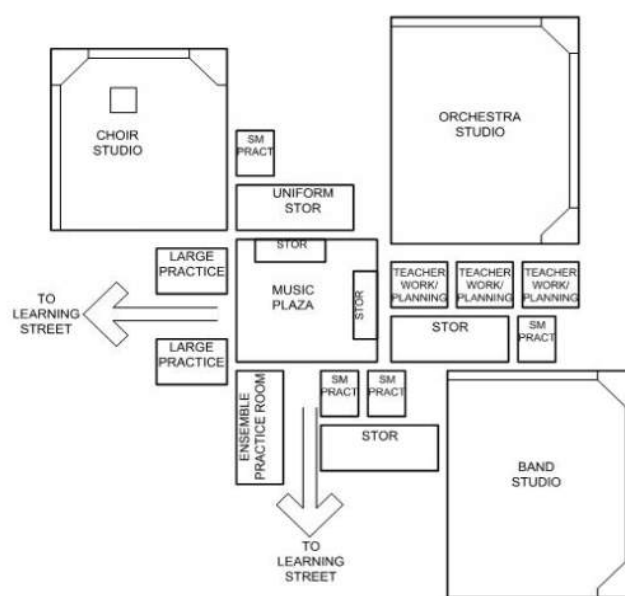 CHOIR
STUDIO
SM
PRACT
ORCHESTRA
STUDIO
UNIFORM
STOR
STOR
LARGE
PRACTICE
MUSIC
PLAZA
STOR
TEACHER
WORK/
PLANNING
TEACHER
WORK/
PLANNING
TEACHER
WORK/
PLANNING
TO
LEARNING
STREET
STOR
SM
PRACT
LARGE
PRACTICE
ENSEMBLE
PRACTICE ROOM
SM
PRACT
SM
PRACT
STOR
BAND
STUDIO
TO
LEARNING
STREET